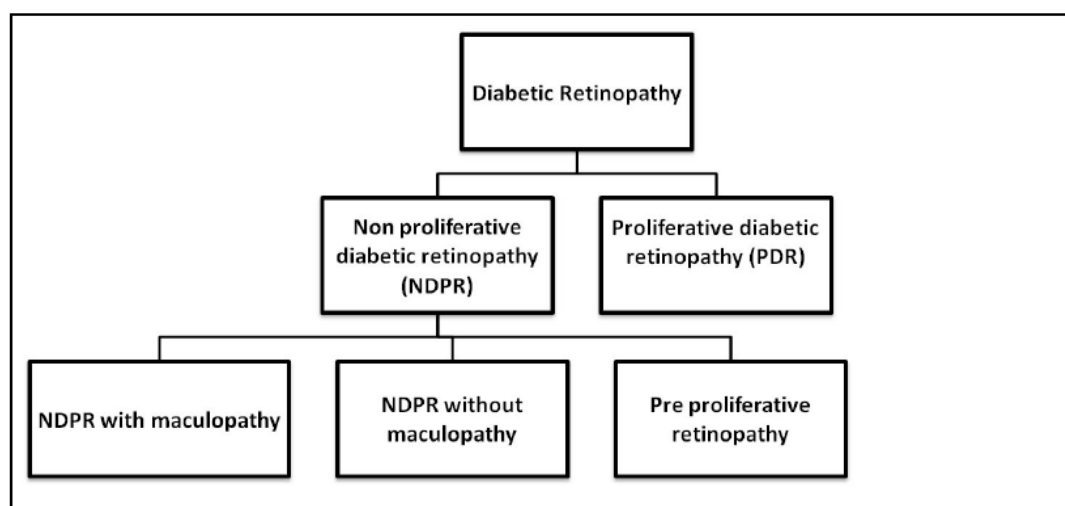 Diabetic Retinopathy
Non proliferative
diabetic retinopathy
(NDPR)
Proliferative diabetic
retinopathy (PDR)
NDPR with maculopathy
NDPR without
maculopathy
Pre proliferative
retinopathy